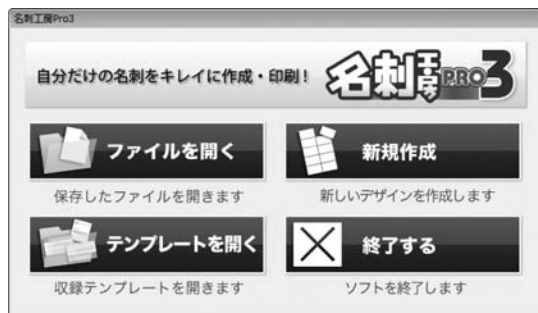 名刺工房Pro3
自分だけの名刺をキレイに作成・印刷!
名刺工房PRO3
ファイルを開く
新規作成
保存したファイルを開きます
新しいデザインを作成します
テンプレートを開く
終了する
収録テンプレートを開きます
ソフトを終了します